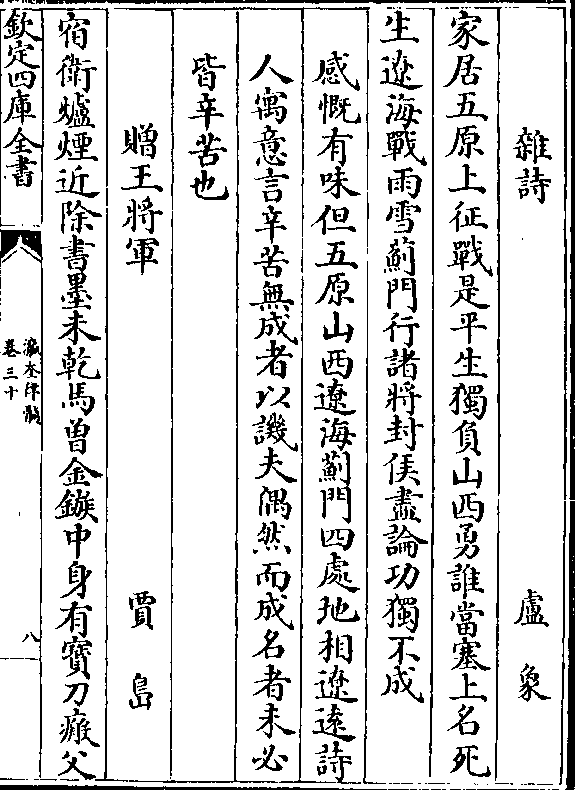 雜詩　盧象
家居五原上征戰是平生獨負山西勇誰當塞上名死
生遼海戰雨雪薊門行諸將封侯盡論功獨不成
感慨有味但五原山西遼海薊門四處地相遼遠詩
人寓意言辛苦無成者以譏夫偶然而成名者未必
皆辛苦也
贈王將軍　賈島
宿衛爐煙近除書墨未乾馬曽金鏃中身有寳刀瘢父
欽定四庫全書
瀛奎律髓
卷三十
八